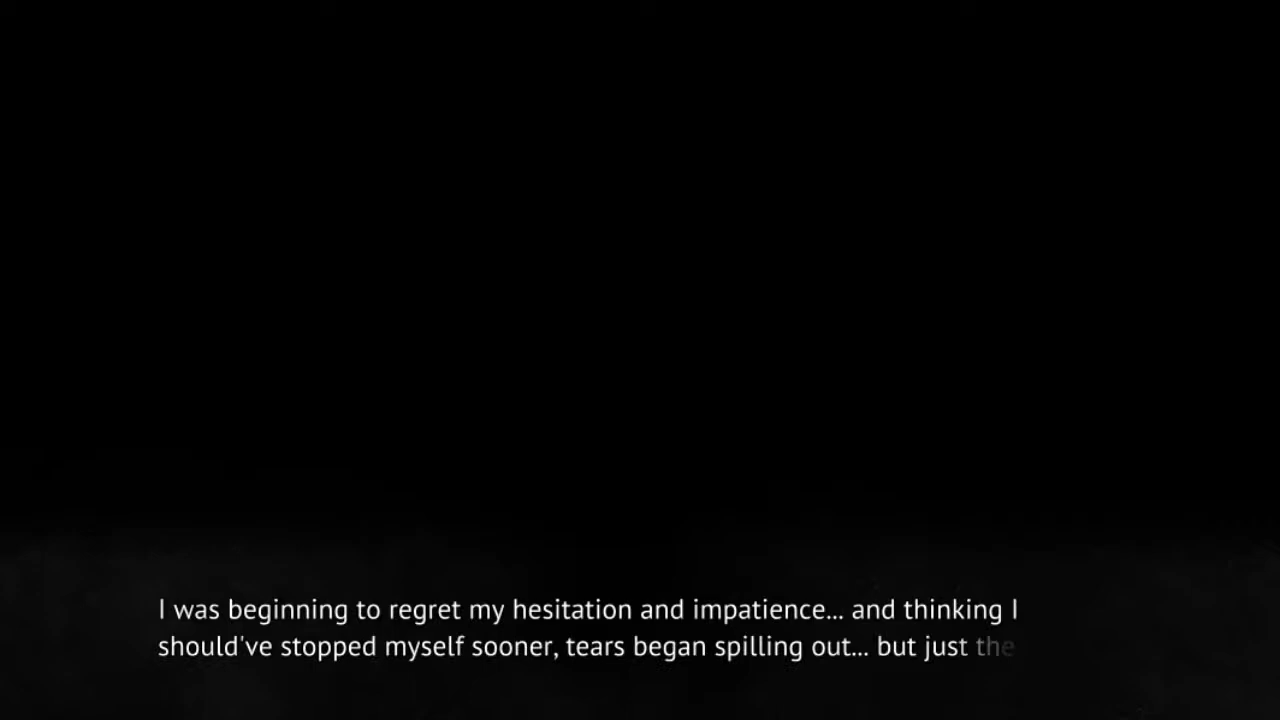 I was beginning to regret my hesitation and impatience... and thinking I
should've stopped myself sooner, tears began spilling out... but just the